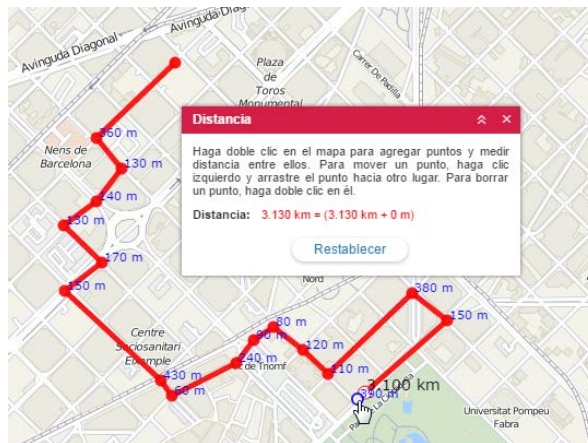 Avinguda Diagonal
Avinguda Diagonal
Plaza
de
Toros
Monumental
Carrer De Padilla
360 m
Nens de
Barcelona
130 m
140 m
130 m
170 m
150 m
Distancia
Haga doble clic en el mapa para agregar puntos y medir
distancia entre ellos. Para mover un punto, haga clic
izquierdo y arrastre el punto hacia otro lugar. Para borrar
un punto, haga doble clic en él.
Distancia: 3.130 km = (3.130 km + 0 m)
Restablecer
Nord
380 m
150 m
Centre
Sociosanitari
Eixample
80 m
90 m
120 m
240 m
c de Triomf
110 m
430 m
60 m
390 m
3.100 km
Universitat Pompeu
Fabra